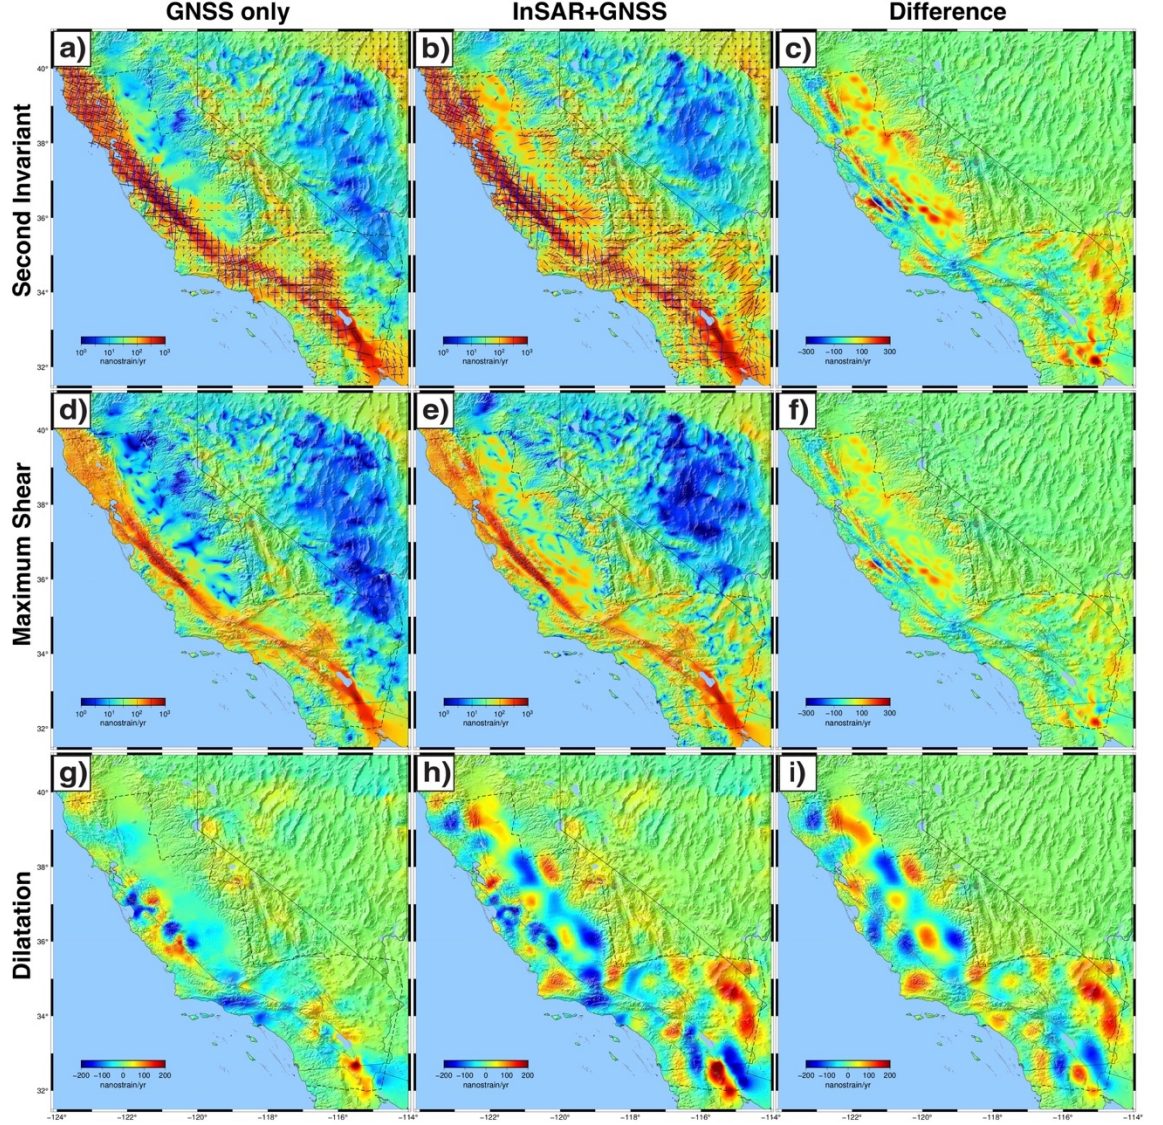 GNSS only
InSAR+GNSS
Difference
Second Invariant
a)
b)
c)
40°
38°
36°
34°
32°
10⁰ 10¹ 10² 10³
nanostrain/yr
10⁰ 10¹ 10² 10³
nanostrain/yr
−300 −100 100 300
nanostrain/yr
Maximum Shear
d)
e)
f)
40°
38°
36°
34°
32°
10⁰ 10¹ 10² 10³
nanostrain/yr
10⁰ 10¹ 10² 10³
nanostrain/yr
−300 −100 100 300
nanostrain/yr
Dilatation
g)
h)
i)
40°
38°
36°
34°
32°
−200 −100 0 100 200
nanostrain/yr
−200 −100 0 100 200
nanostrain/yr
−200 −100 0 100 200
nanostrain/yr
−124° −122° −120° −118° −116° −114°
−122° −120° −118° −116° −114°
−122° −120° −118° −116° −114°